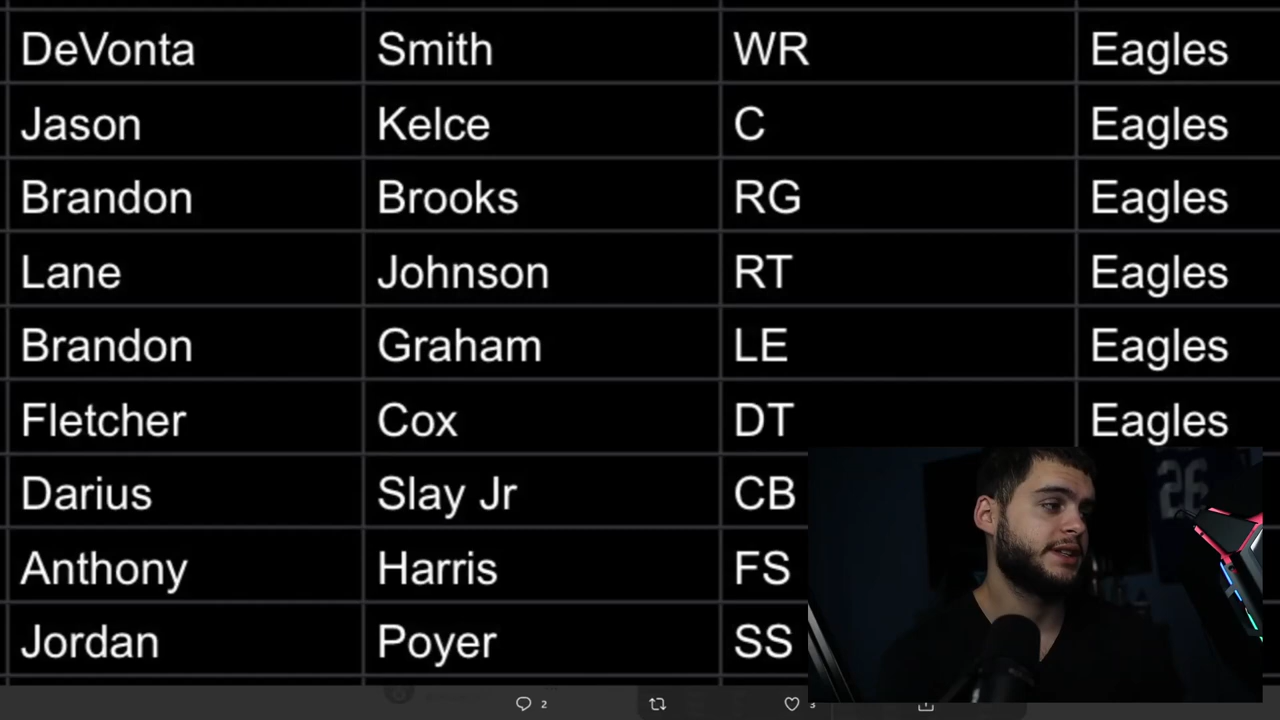 DeVonta Smith WR Eagles
Jason Kelce C Eagles
Brandon Brooks RG Eagles
Lane Johnson RT Eagles
Brandon Graham LE Eagles
Fletcher Cox DT Eagles
Darius Slay Jr CB
Anthony Harris FS
Jordan Poyer SS
26
2 3